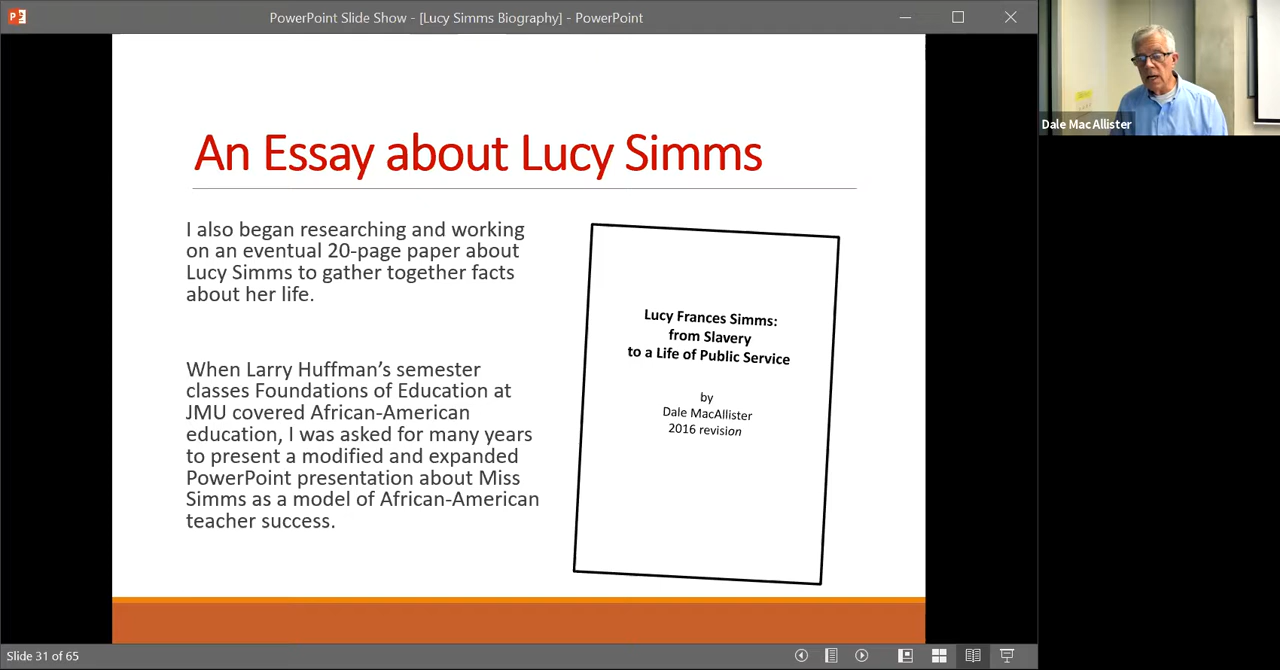 PowerPoint Slide Show - [Lucy Simms Biography] - PowerPoint
Dale Mac Allister
An Essay about Lucy Simms
I also began researching and working
on an eventual 20-page paper about
Lucy Simms to gather together facts
about her life.
When Larry Huffman’s semester
classes Foundations of Education at
JMU covered African-American
education, I was asked for many years
to present a modified and expanded
PowerPoint presentation about Miss
Simms as a model of African-American
teacher success.
Lucy Frances Simms:
from Slavery
to a Life of Public Service
by
Dale MacAllister
2016 revision
Slide 31 of 65